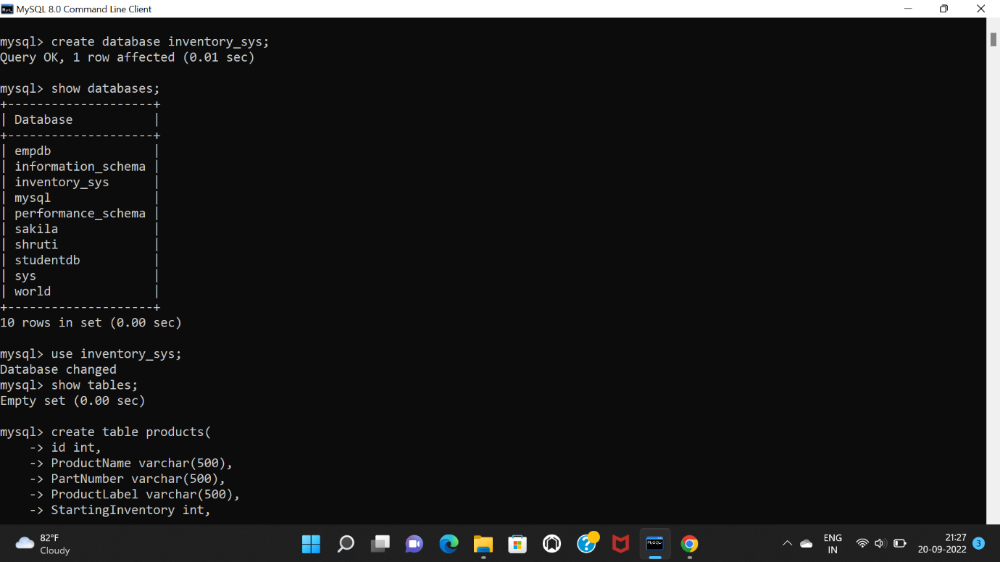 MySQL 8.0 Command Line Client
mysql> create database inventory_sys;
Query OK, 1 row affected (0.01 sec)
mysql> show databases;
+--------------------+
| Database           |
+--------------------+
| empdb              |
| information_schema |
| inventory_sys      |
| mysql              |
| performance_schema |
| sakila             |
| shruti             |
| studentdb          |
| sys                |
| world              |
+--------------------+
10 rows in set (0.00 sec)
mysql> use inventory_sys;
Database changed
mysql> show tables;
Empty set (0.00 sec)
mysql> create table products(
    -> id int,
    -> ProductName varchar(500),
    -> PartNumber varchar(500),
    -> ProductLabel varchar(500),
    -> StartingInventory int,
82°F
Cloudy
MySQL
ENG
IN
21:27
20-09-2022
3